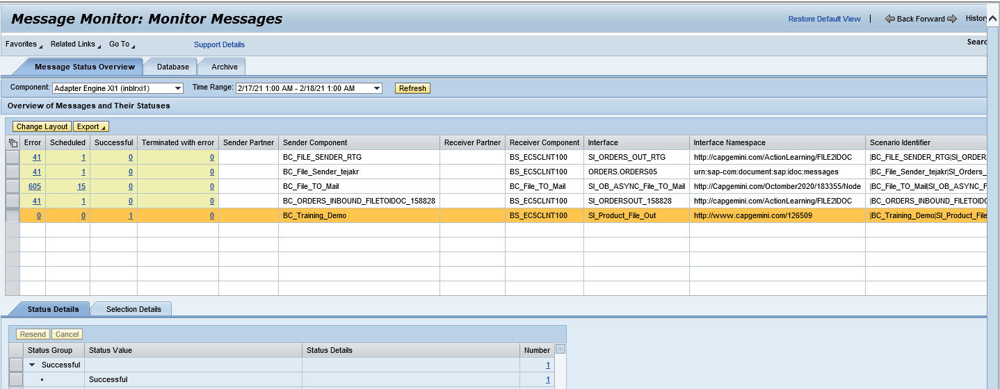 Message Monitor: Monitor Messages
Restore Default View | Back Forward History
Favorites Related Links Go To Support Details Searc
Message Status Overview Database Archive
Component: Adapter Engine XI1 (inblrxi1) Time Range: 2/17/21 1:00 AM - 2/18/21 1:00 AM Refresh
Overview of Messages and Their Statuses
Change Layout Export
Error Scheduled Successful Terminated with error Sender Partner Sender Component Receiver Partner Receiver Component Interface Interface Namespace Scenario Identifier
41 1 0 0 BC_FILE_SENDER_RTG BS_EC5CLNT100 SI_ORDERS_OUT_RTG http://capgemini.com/ActionLearning/FILE2IDOC |BC_FILE_SENDER_RTG|SI_ORDERS
41 1 0 0 BC_File_Sender_tejakr BS_EC5CLNT100 ORDERS.ORDERS05 urn:sap-com:document:sap:idoc:messages |BC_File_Sender_tejakr|SI_Orders_
605 15 0 0 BC_File_TO_Mail BC_File_TO_Mail SI_OB_ASYNC_File_TO_Mail http://Capgemini.com/Octomber2020/183355/Node |BC_File_TO_Mail|SI_OB_ASYNC_F
41 1 0 0 BC_ORDERS_INBOUND_FILETOIDOC_158828 BS_EC5CLNT100 SI_ORDERSOUT_158828 http://capgemini.com/ActionLearning/FILE2IDOC |BC_ORDERS_INBOUND_FILETOIDOC
0 0 1 0 BC_Training_Demo BS_EC5CLNT100 SI_Product_File_Out http://www.capgemini.com/126509 |BC_Training_Demo|SI_Product_File
Status Details Selection Details
Resend Cancel
Status Group Status Value Status Details Number
Successful 1
Successful 1